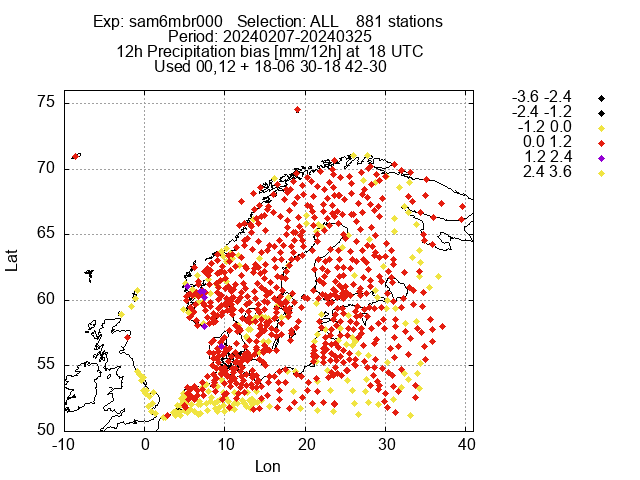 Exp: sam6mbr000   Selection: ALL    881 stations
Period: 20240207-20240325
12h Precipitation bias [mm/12h] at  18 UTC
Used 00,12 + 18-06 30-18 42-30
-3.6 -2.4
-2.4 -1.2
-1.2 0.0
0.0 1.2
1.2 2.4
2.4 3.6
75
70
65
60
55
50
Lat
-10 0 10 20 30 40
Lon